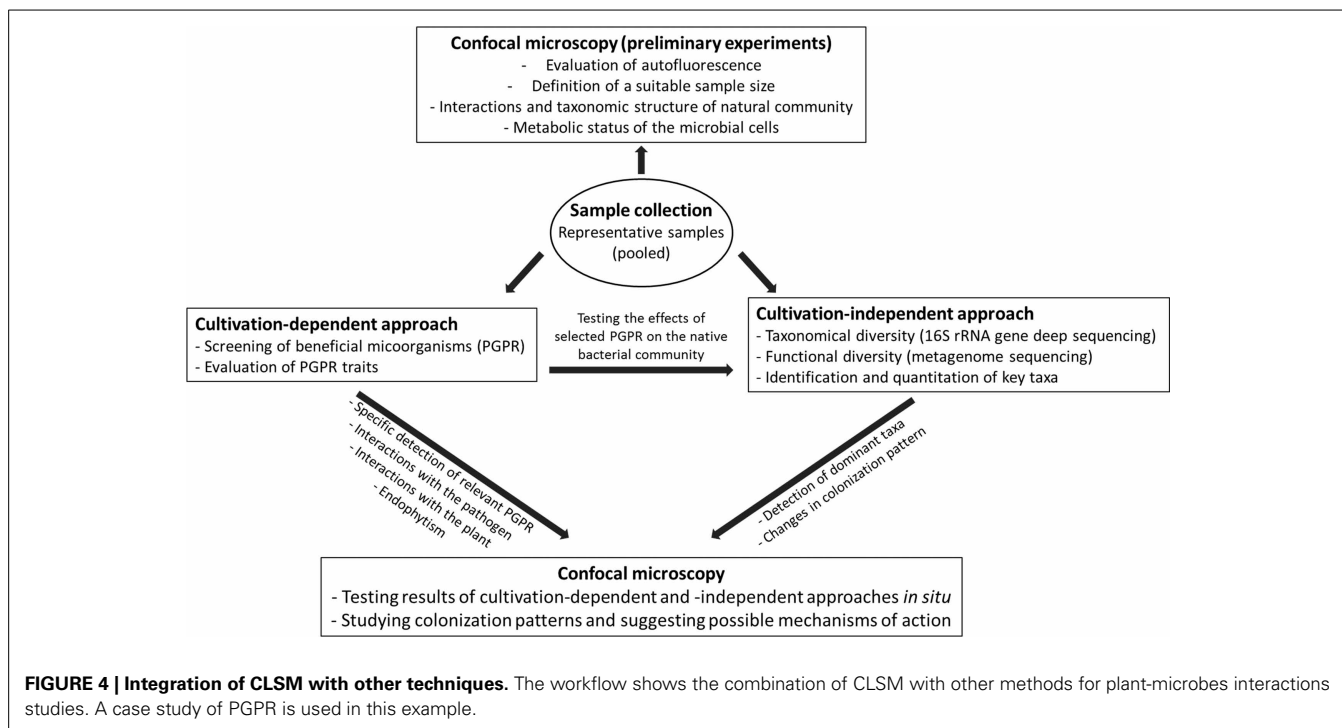 Confocal microscopy (preliminary experiments)
- Evaluation of autofluorescence
- Definition of a suitable sample size
- Interactions and taxonomic structure of natural community
- Metabolic status of the microbial cells
Sample collection
Representative samples
(pooled)
Cultivation-dependent approach
- Screening of beneficial micoorganisms (PGPR)
- Evaluation of PGPR traits
Testing the effects of
selected PGPR on the native
bacterial community
Cultivation-independent approach
- Taxonomical diversity (16S rRNA gene deep sequencing)
- Functional diversity (metagenome sequencing)
- Identification and quantitation of key taxa
- Specific detection of relevant PGPR
- Interactions with the pathogen
- Interactions with the plant
- Endophytism
- Detection of dominant taxa
- Changes in colonization pattern
Confocal microscopy
- Testing results of cultivation-dependent and -independent approaches in situ
- Studying colonization patterns and suggesting possible mechanisms of action
FIGURE 4 | Integration of CLSM with other techniques. The workflow shows the combination of CLSM with other methods for plant-microbes interactions
studies. A case study of PGPR is used in this example.